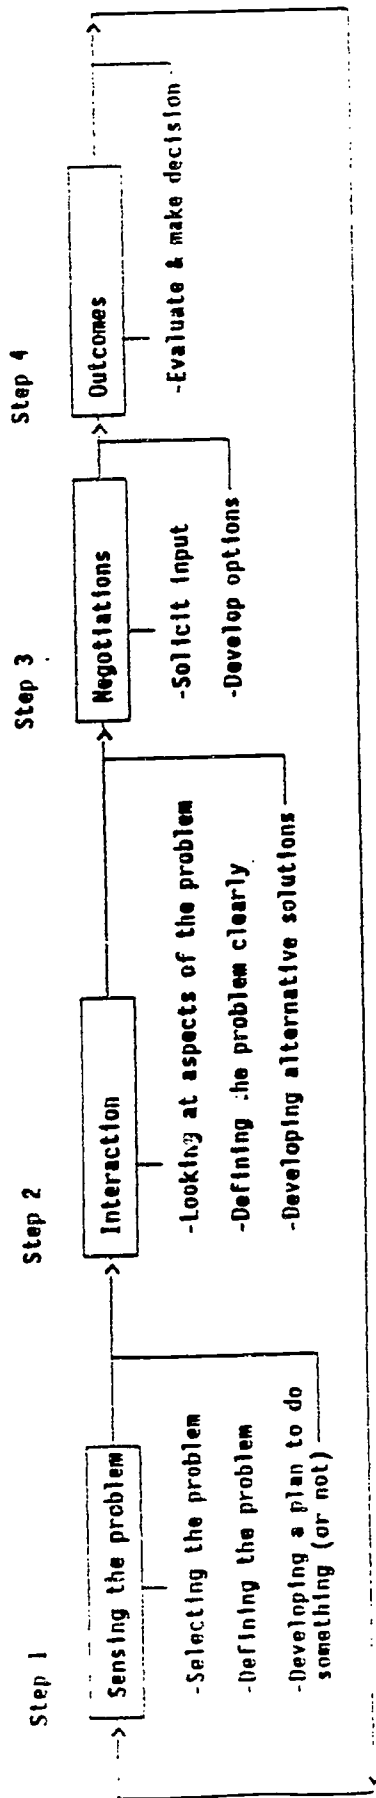 Step 1
Sensing the problem
-Selecting the problem
-Defining the problem
-Developing a plan to do
something (or not)
Step 2
Interaction
-Looking at aspects of the problem
-Defining the problem clearly
-Developing alternative solutions
Step 3
Negotiations
-Solicit input
-Develop options
Step 4
Outcomes
-Evaluate & make decision